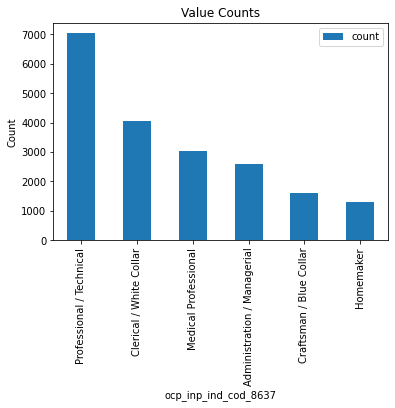 Value Counts
count
7000
6000
5000
4000
3000
2000
1000
0
Count
Professional / Technical
Clerical / White Collar
Medical Professional
Administration / Managerial
Craftsman / Blue Collar
Homemaker
ocp_inp_ind_cod_8637